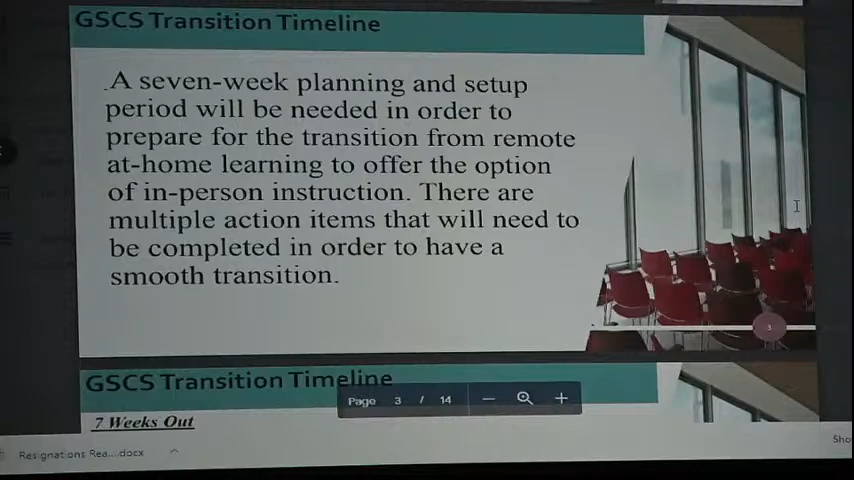 GSCS Transition Timeline
.A seven-week planning and setup
period will be needed in order to
prepare for the transition from remote
at-home learning to offer the option
of in-person instruction. There are
multiple action items that will need to
be completed in order to have a
smooth transition.
3
GSCS Transition Timeline
Page 3 / 14
7 Weeks Out
Resignations Rea....docx
Sho